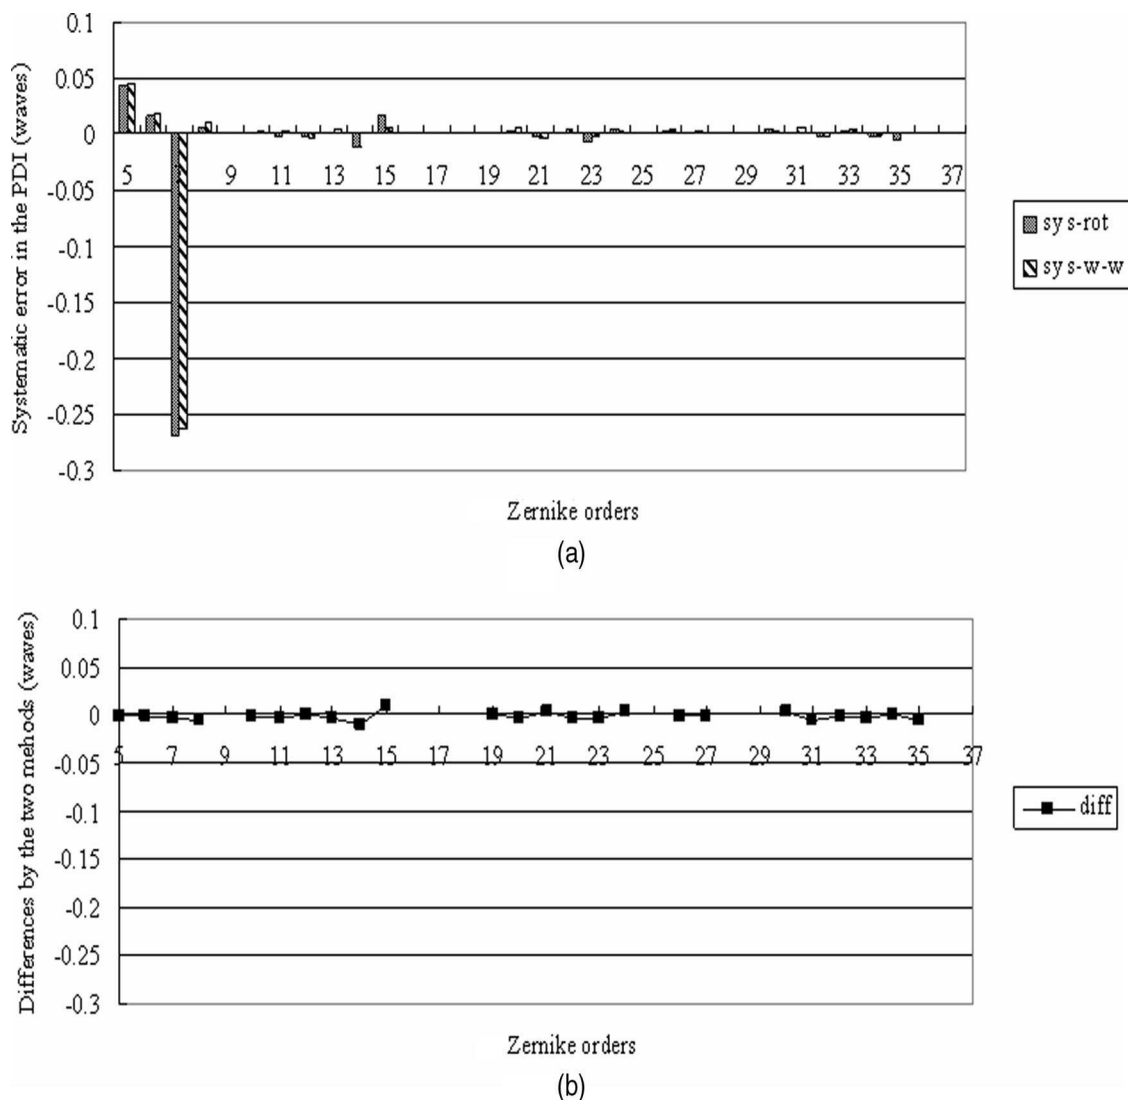 Systematic error in the PDI (waves)
0.1
0.05
0
-0.05
-0.1
-0.15
-0.2
-0.25
-0.3
5 9 11 13 15 17 19 21 23 25 27 29 31 33 35 37
sys-rot
sys-w-w
Zernike orders
(a)
Differences by the two mehods (waves)
0.1
0.05
0
-0.05
-0.1
-0.15
-0.2
-0.25
-0.3
5 7 9 11 13 15 17 19 21 23 25 27 29 31 33 35 37
diff
Zernike orders
(b)